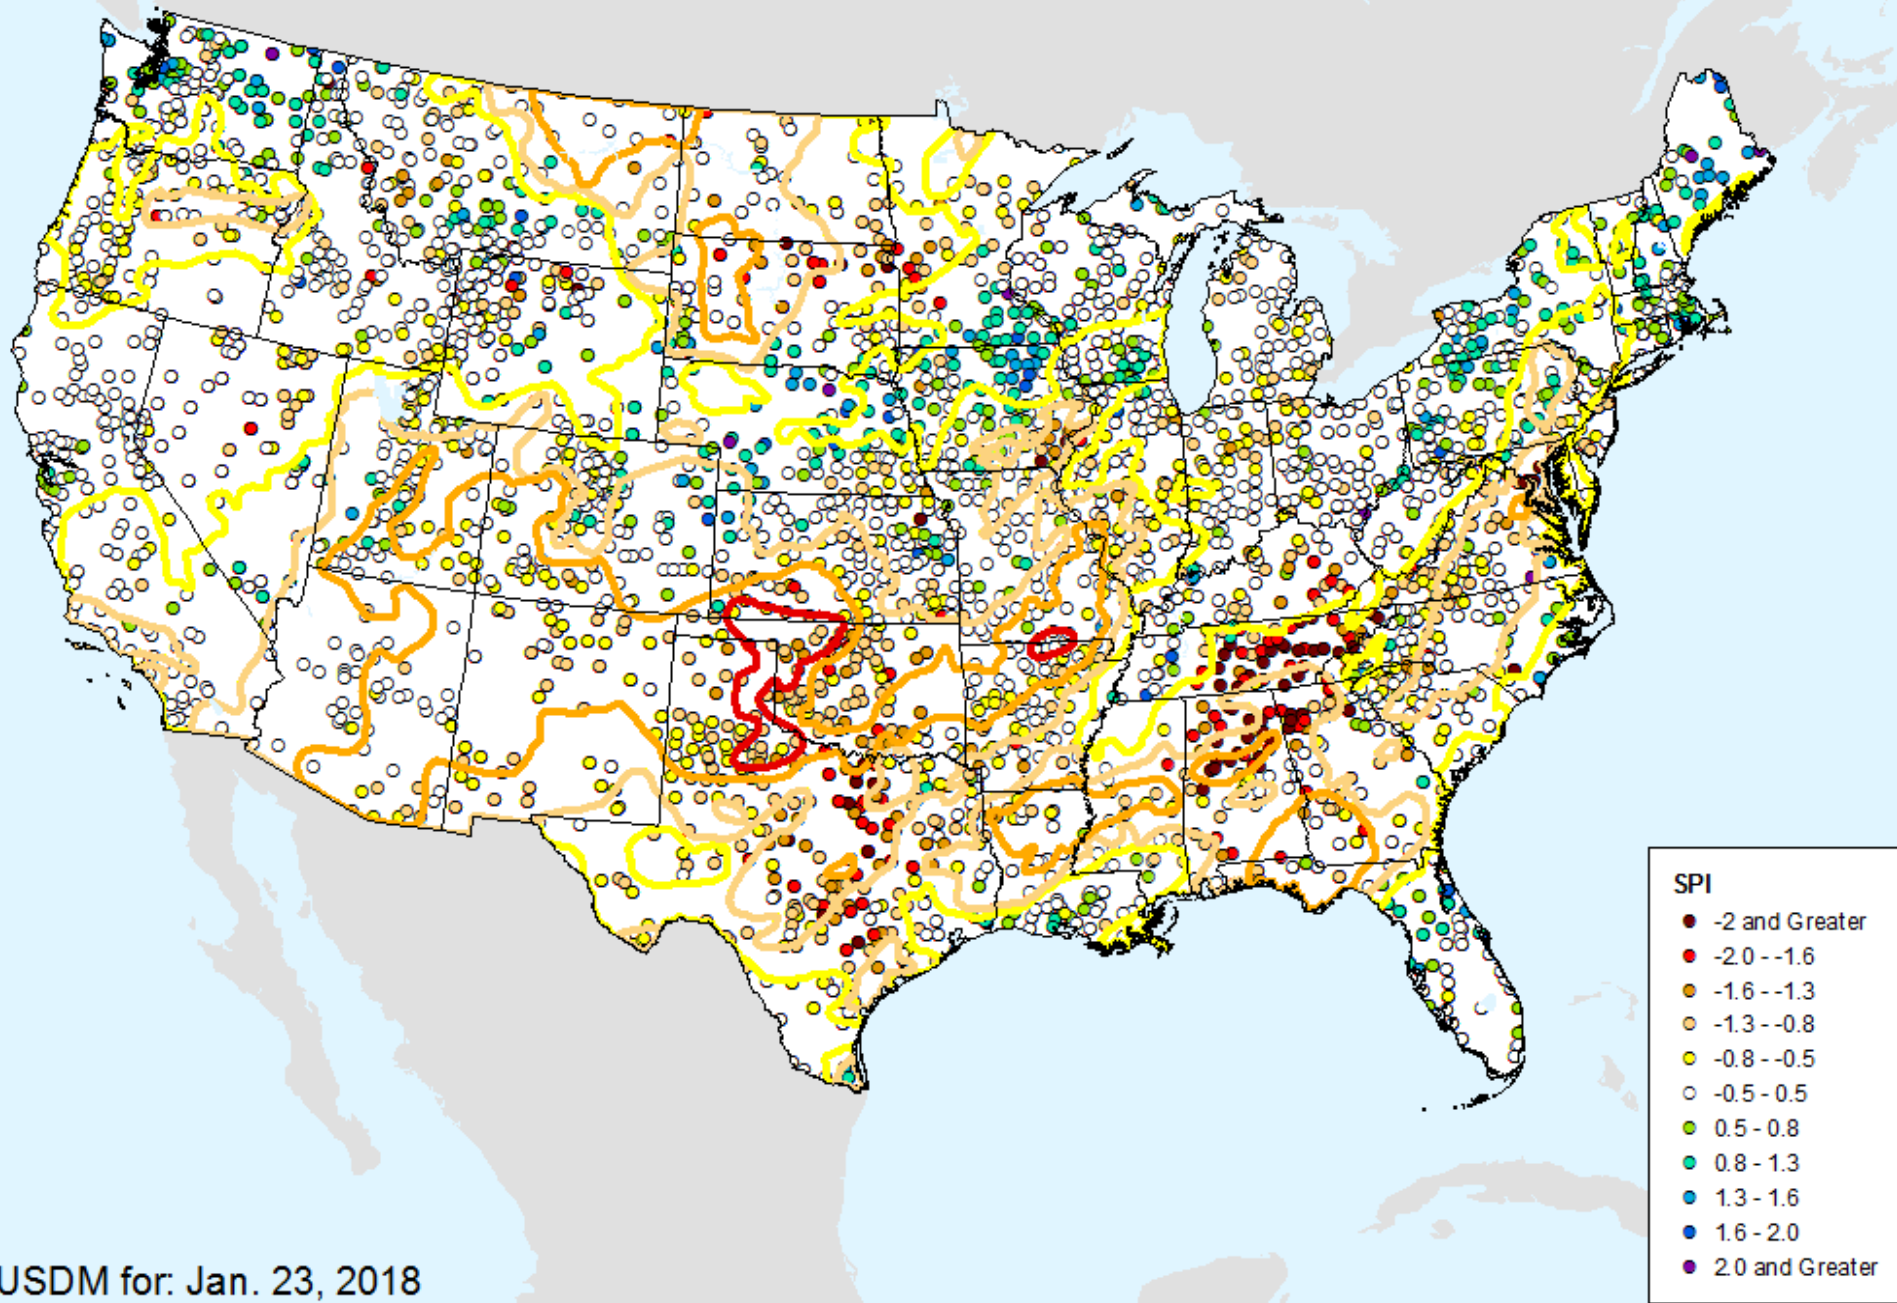 SPI
-2 and Greater
-2.0 - -1.6
-1.6 - -1.3
-1.3 - -0.8
-0.8 - -0.5
-0.5 - 0.5
0.5 - 0.8
0.8 - 1.3
1.3 - 1.6
1.6 - 2.0
2.0 and Greater
USDM for: Jan. 23, 2018